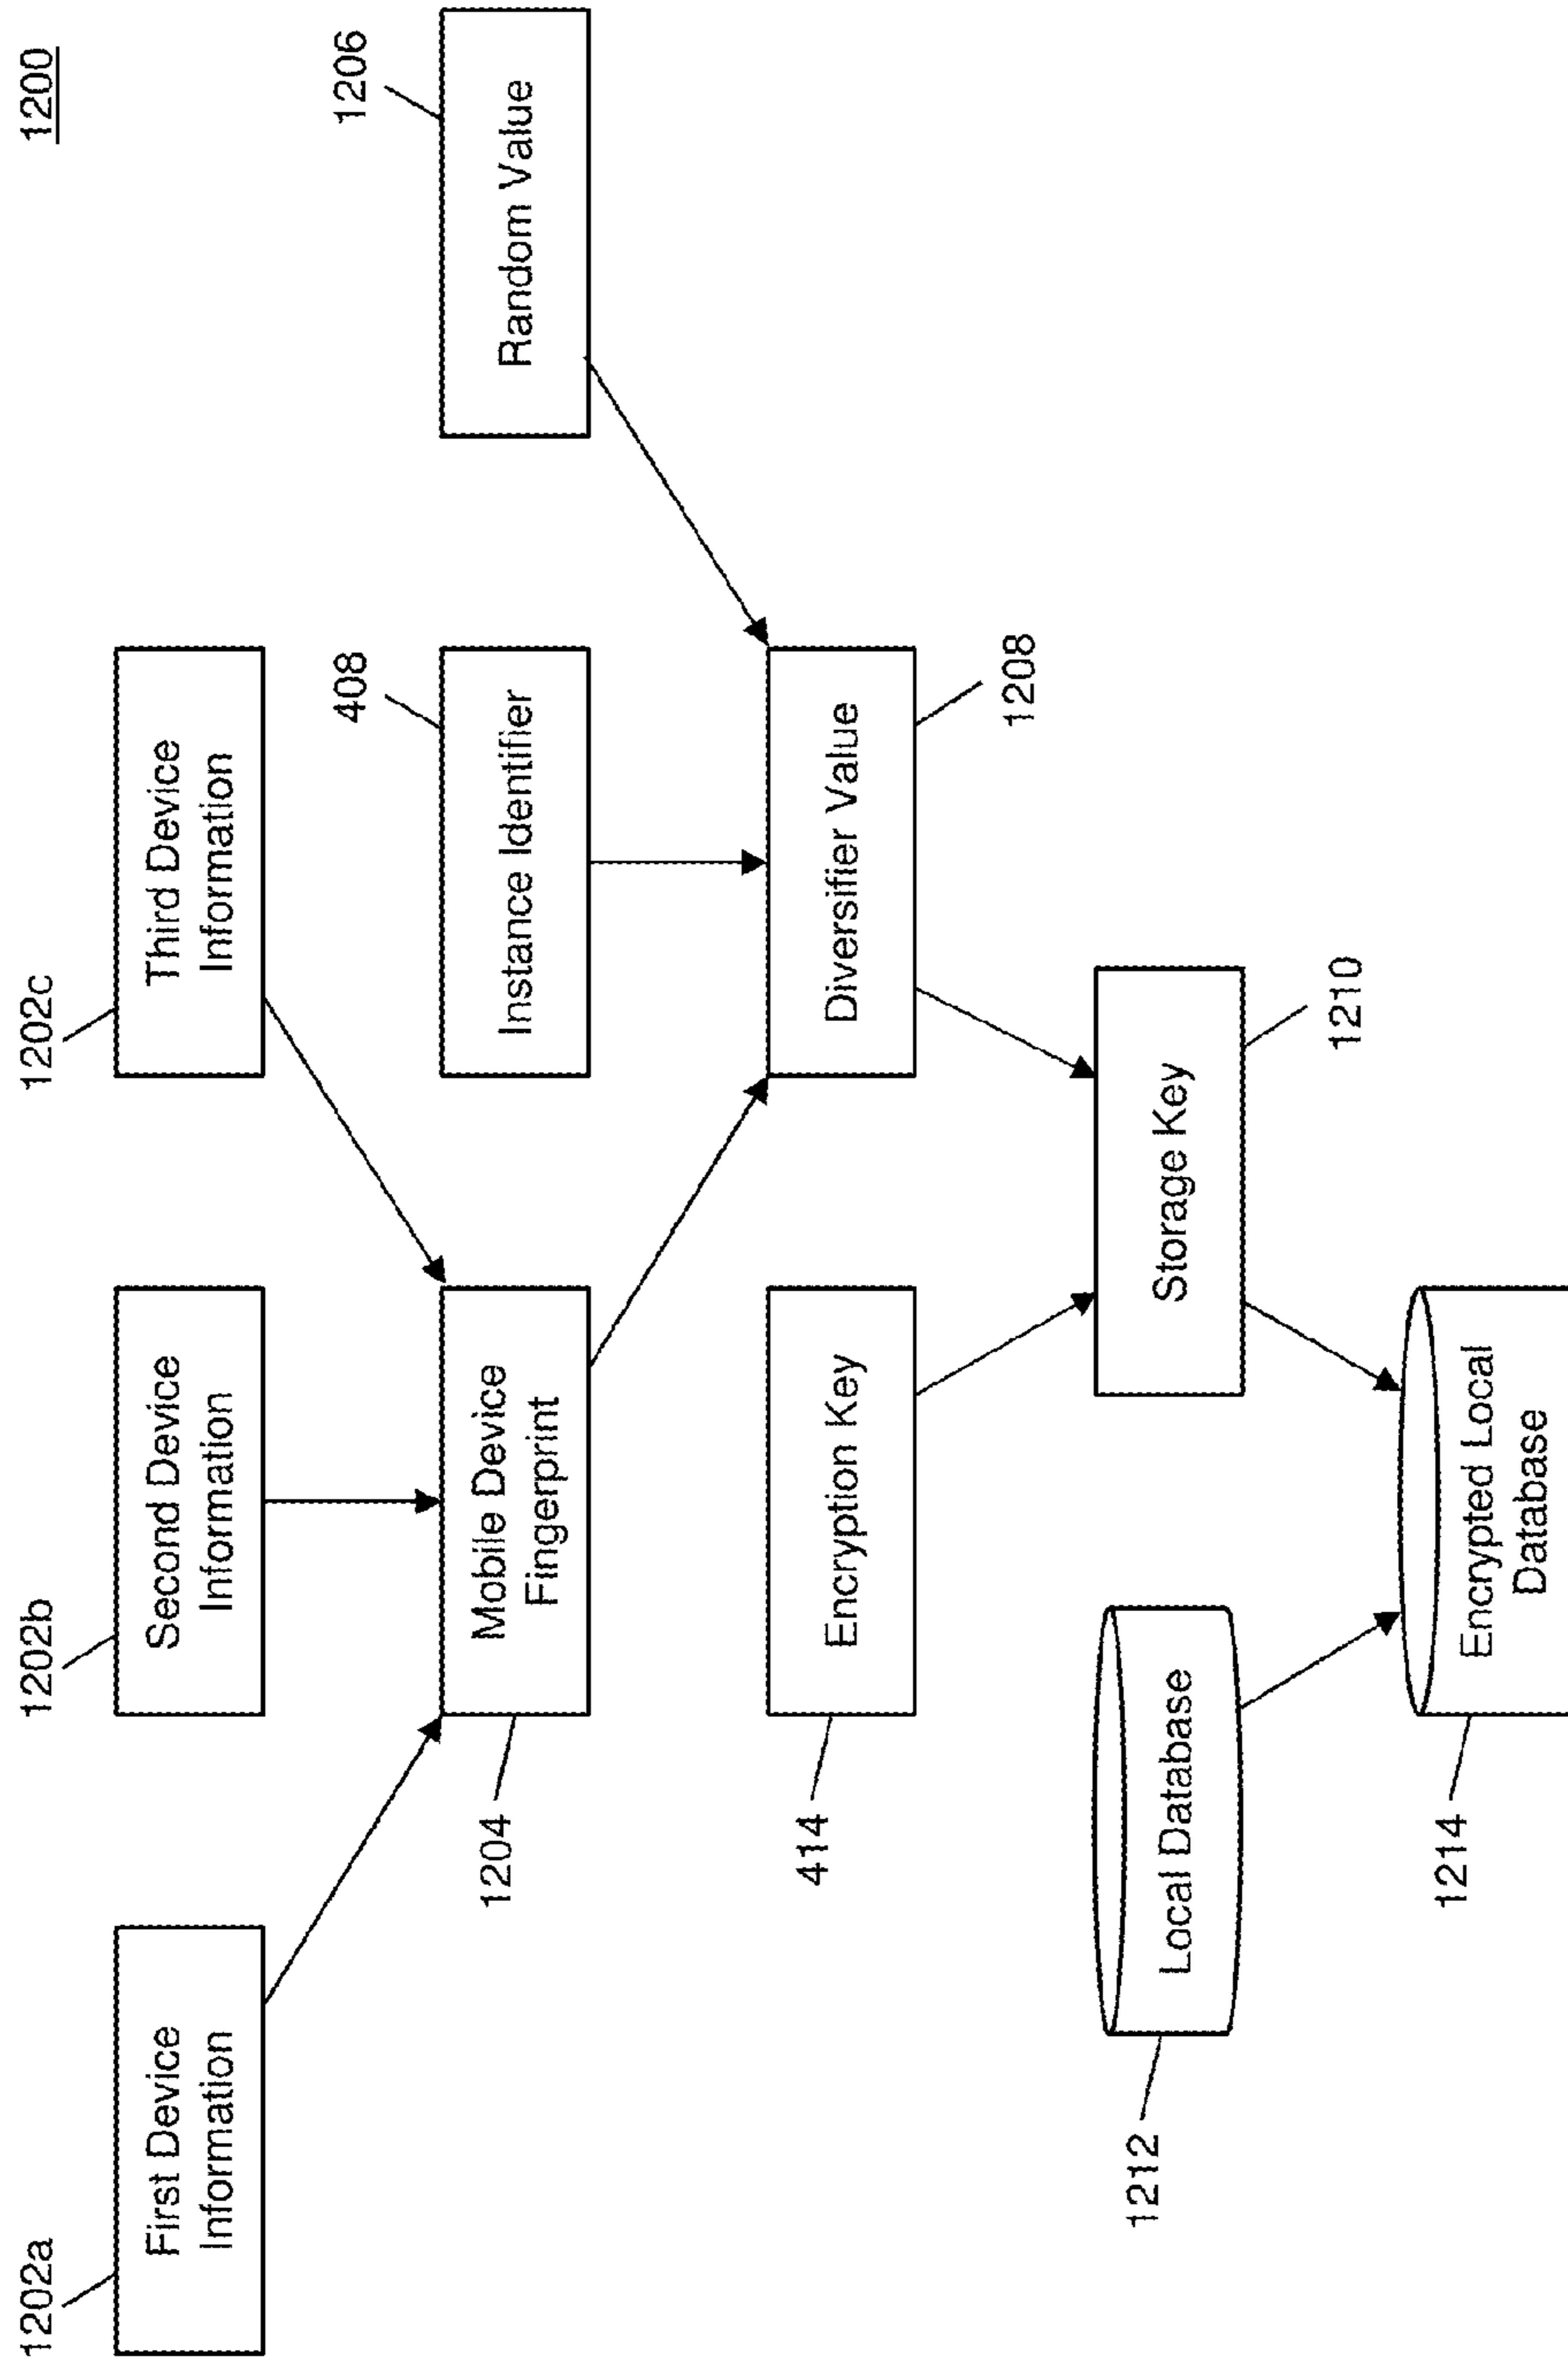 1200
1202a
1202b
1202c
First Device
Information
Second Device
Information
Third Device
Information
1204
408
1206
Mobile Device
Fingerprint
Instance Identifier
Random Value
414
Encryption Key
Diversifier Value
1208
1212
Local Database
Storage Key
1210
1214
Encrypted Local
Database